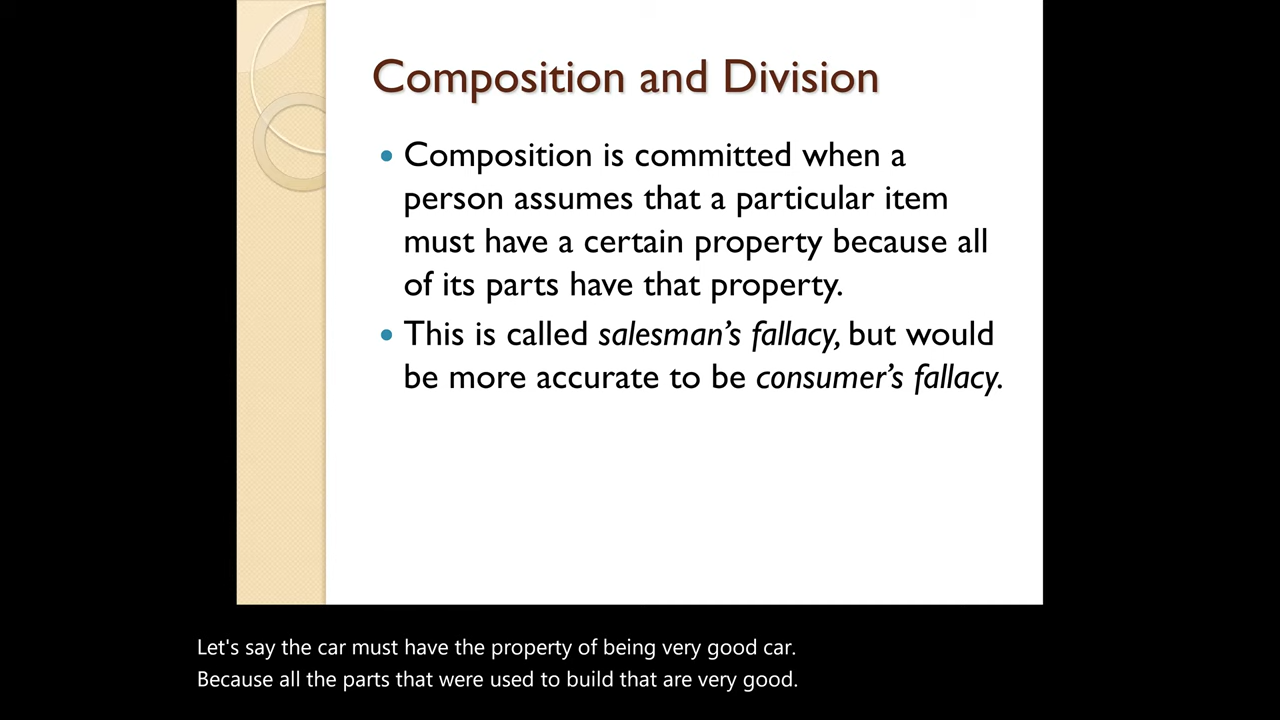 Composition and Division
• Composition is committed when a
person assumes that a particular item
must have a certain property because all
of its parts have that property.
• This is called salesman’s fallacy, but would
be more accurate to be consumer’s fallacy.
Let's say the car must have the property of being very good car.
Because all the parts that were used to build that are very good.